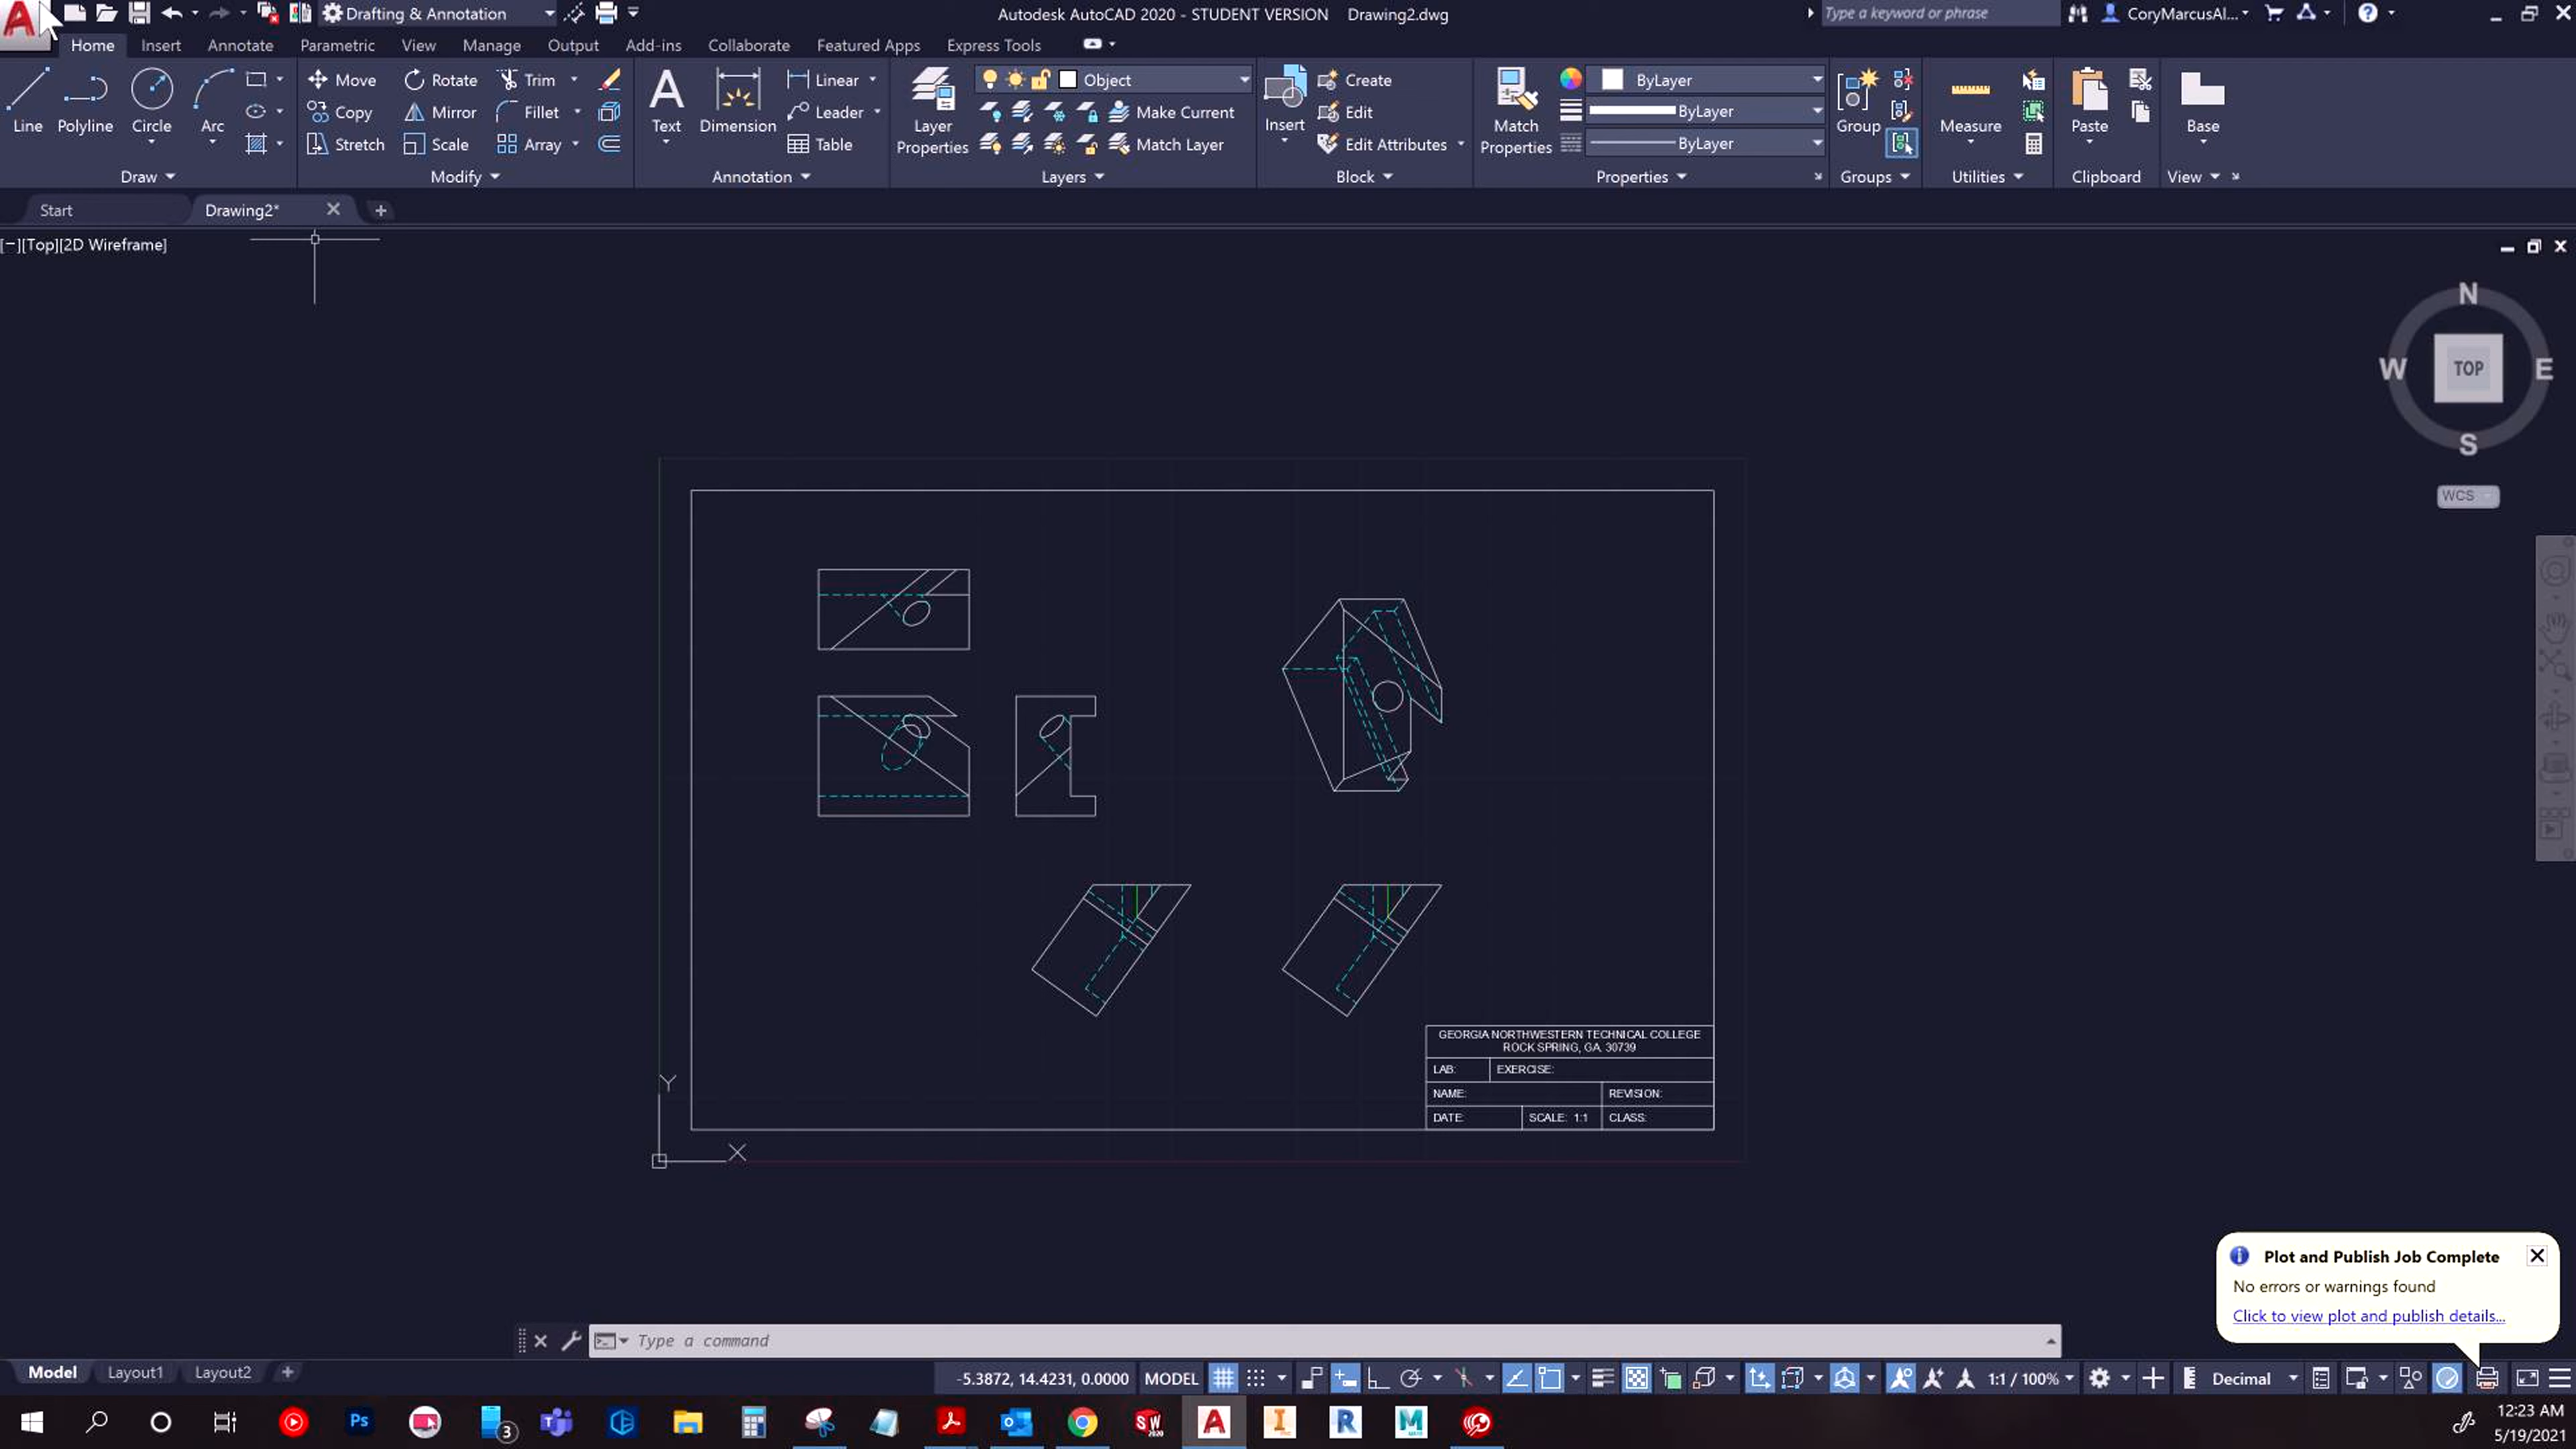 Drafting & Annotation
Autodesk AutoCAD 2020 - STUDENT VERSION Drawing2.dwg
Type a keyword or phrase
CoryMarcusAl...
Home Insert Annotate Parametric View Manage Output Add-ins Collaborate Featured Apps Express Tools
Line Polyline Circle Arc
Move Rotate Trim
Copy Mirror Fillet
Stretch Scale Array
Text Dimension
Linear
Leader
Table
Layer Properties
Object
Make Current
Match Layer
Insert
Create
Edit
Edit Attributes
Match Properties
ByLayer
ByLayer
ByLayer
Group
Measure
Paste
Base
Draw Modify Annotation Layers Block Properties Groups Utilities Clipboard View
Start Drawing2*
[−][Top][2D Wireframe]
N
W TOP E
S
WCS
GEORGIA NORTHWESTERN TECHNICAL COLLEGE
ROCK SPRING, GA. 30739
LAB: EXERCISE:
NAME: REVISION:
DATE: SCALE: 1:1 CLASS:
Y
X
Plot and Publish Job Complete
No errors or warnings found
Click to view plot and publish details...
Type a command
Model Layout1 Layout2
-5.3872, 14.4231, 0.0000 MODEL 1:1 / 100% Decimal
Ps
3
SW
2020
A
I
R
M
12:23 AM
5/19/2021